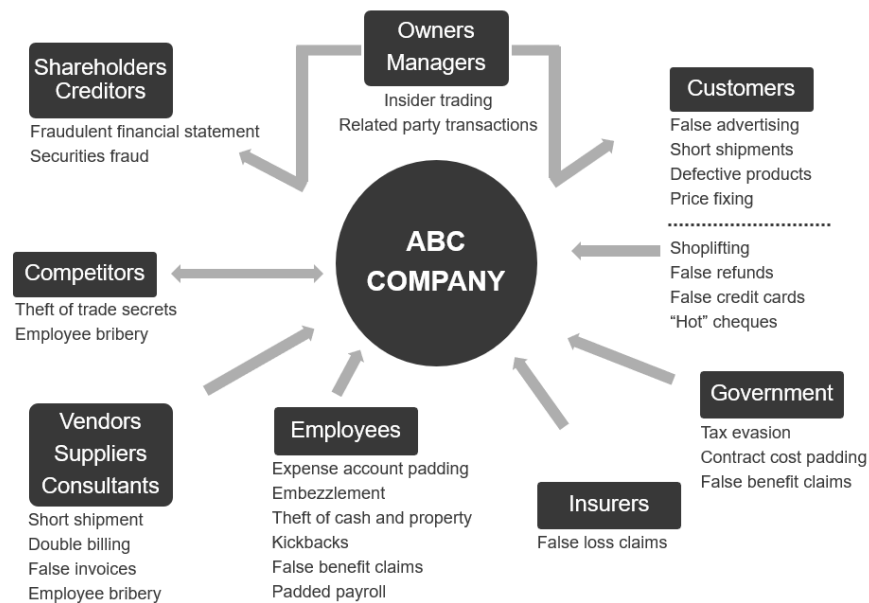 Owners
Managers
Insider trading
Related party transactions
Shareholders
Creditors
Fraudulent financial statement
Securities fraud
Customers
False advertising
Short shipments
Defective products
Price fixing
Shoplifting
False refunds
False credit cards
“Hot” cheques
ABC
COMPANY
Competitors
Theft of trade secrets
Employee bribery
Vendors
Suppliers
Consultants
Short shipment
Double billing
False invoices
Employee bribery
Employees
Expense account padding
Embezzlement
Theft of cash and property
Kickbacks
False benefit claims
Padded payroll
Insurers
False loss claims
Government
Tax evasion
Contract cost padding
False benefit claims